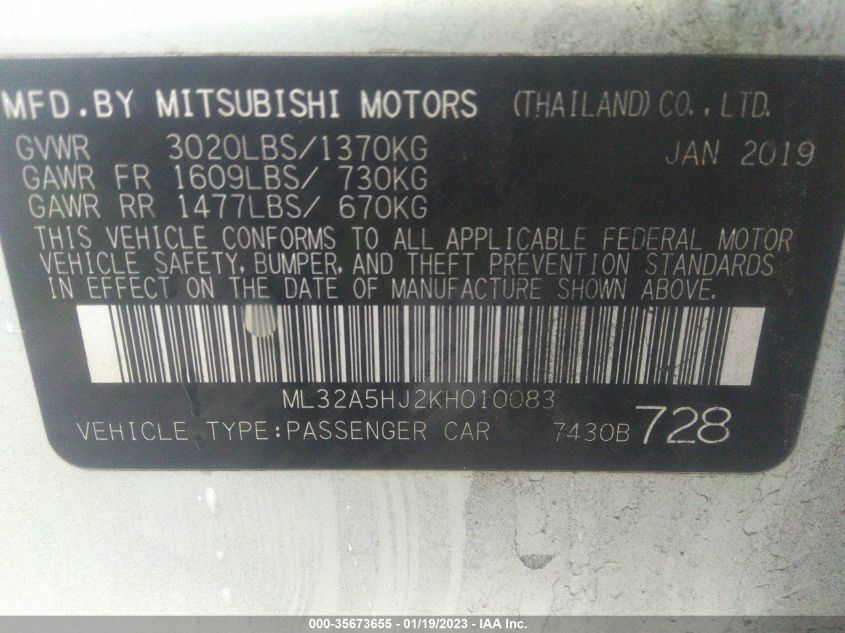 MFD.BY MITSUBISHI MOTORS (THAILAND) CO., LTD.
GVWR 3020LBS/1370KG JAN 2019
GAWR FR 1609LBS/ 730KG
GAWR RR 1477LBS/ 670KG
THIS VEHICLE CONFORMS TO ALL APPLICABLE FEDERAL MOTOR
VEHICLE SAFETY, BUMPER, AND THEFT PREVENTION STANDARDS
IN EFFECT ON THE DATE OF MANUFACTURE SHOWN ABOVE.
ML32A5HJ2KH010083
VEHICLE TYPE:PASSENGER CAR 7430B 728
000-35673655 - 01/19/2023 - IAA Inc.